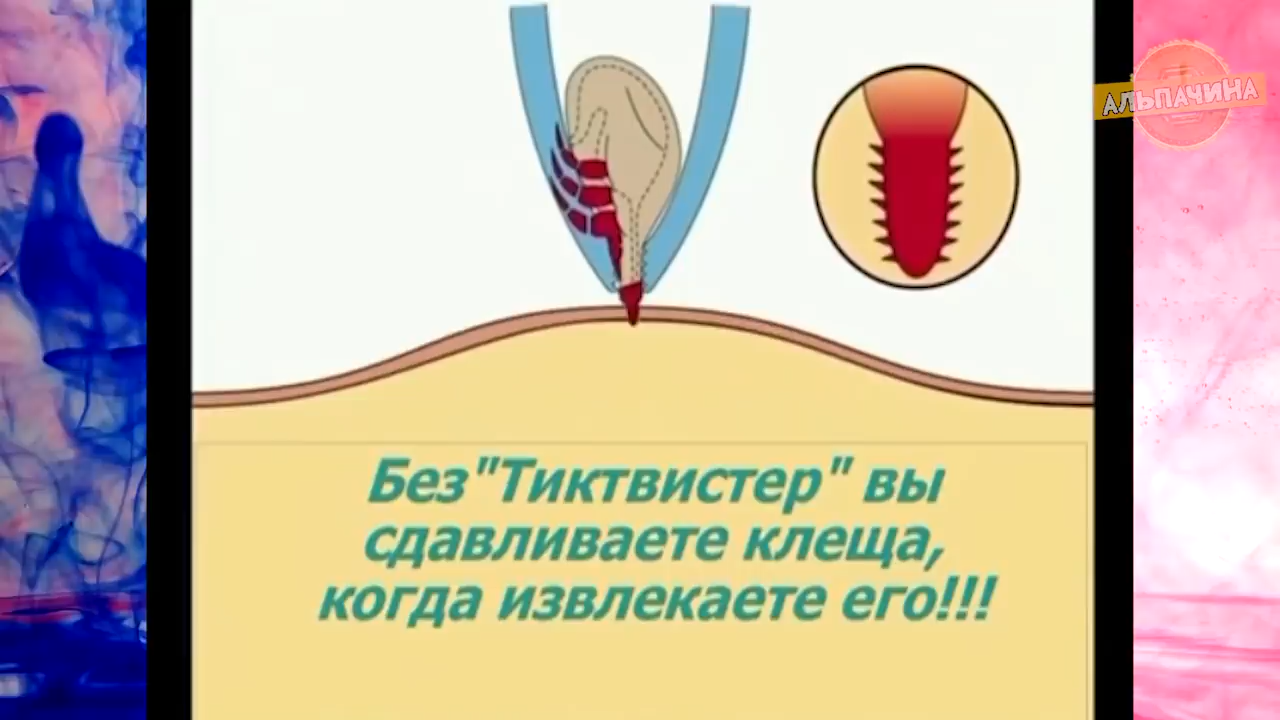 АЛЬПАЧИНА
Без"Тиктвистер" вы
сдавливаете клеща,
когда извлекаете его!!!